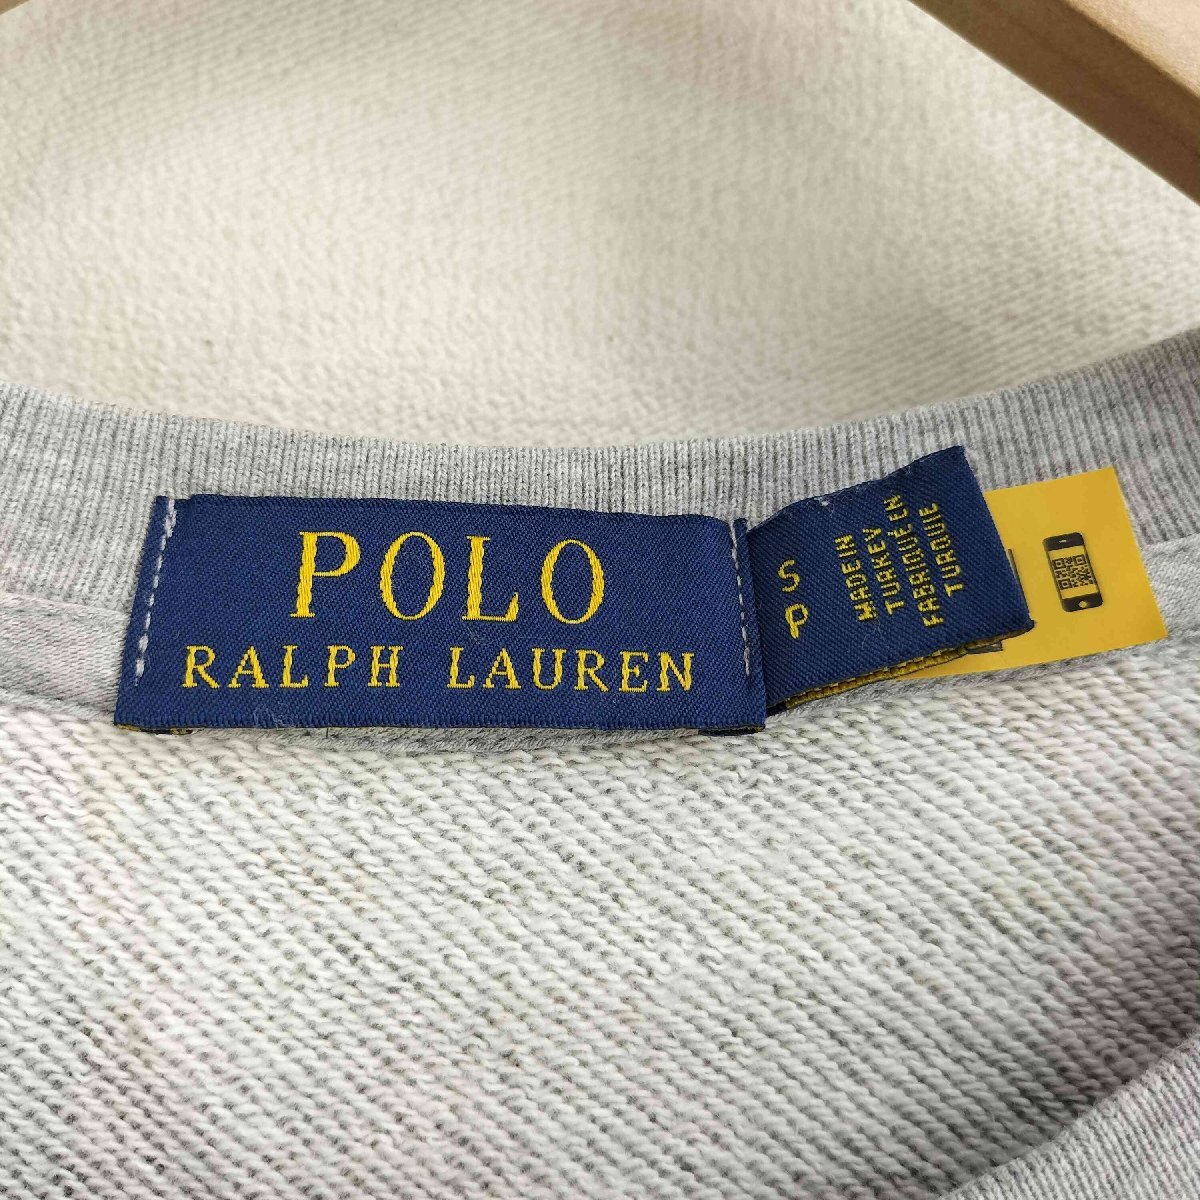 POLO
RALPH LAUREN
S
P
MADE IN
TURKEY
FABRIQUÉ EN
TURQUIE